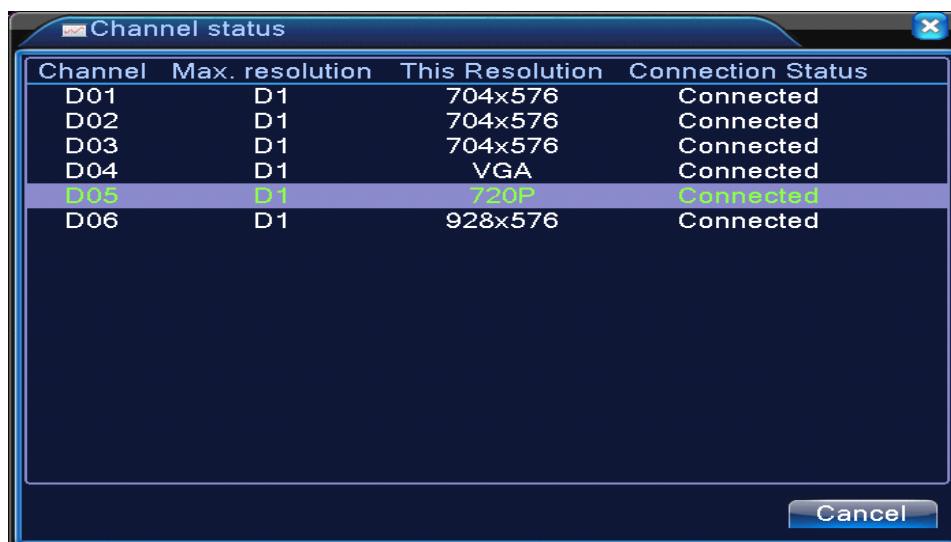 Channel status
Channel Max. resolution This Resolution Connection Status
D01 D1 704x576 Connected
D02 D1 704x576 Connected
D03 D1 704x576 Connected
D04 D1 VGA Connected
D05 D1 720P Connected
D06 D1 928x576 Connected
Cancel